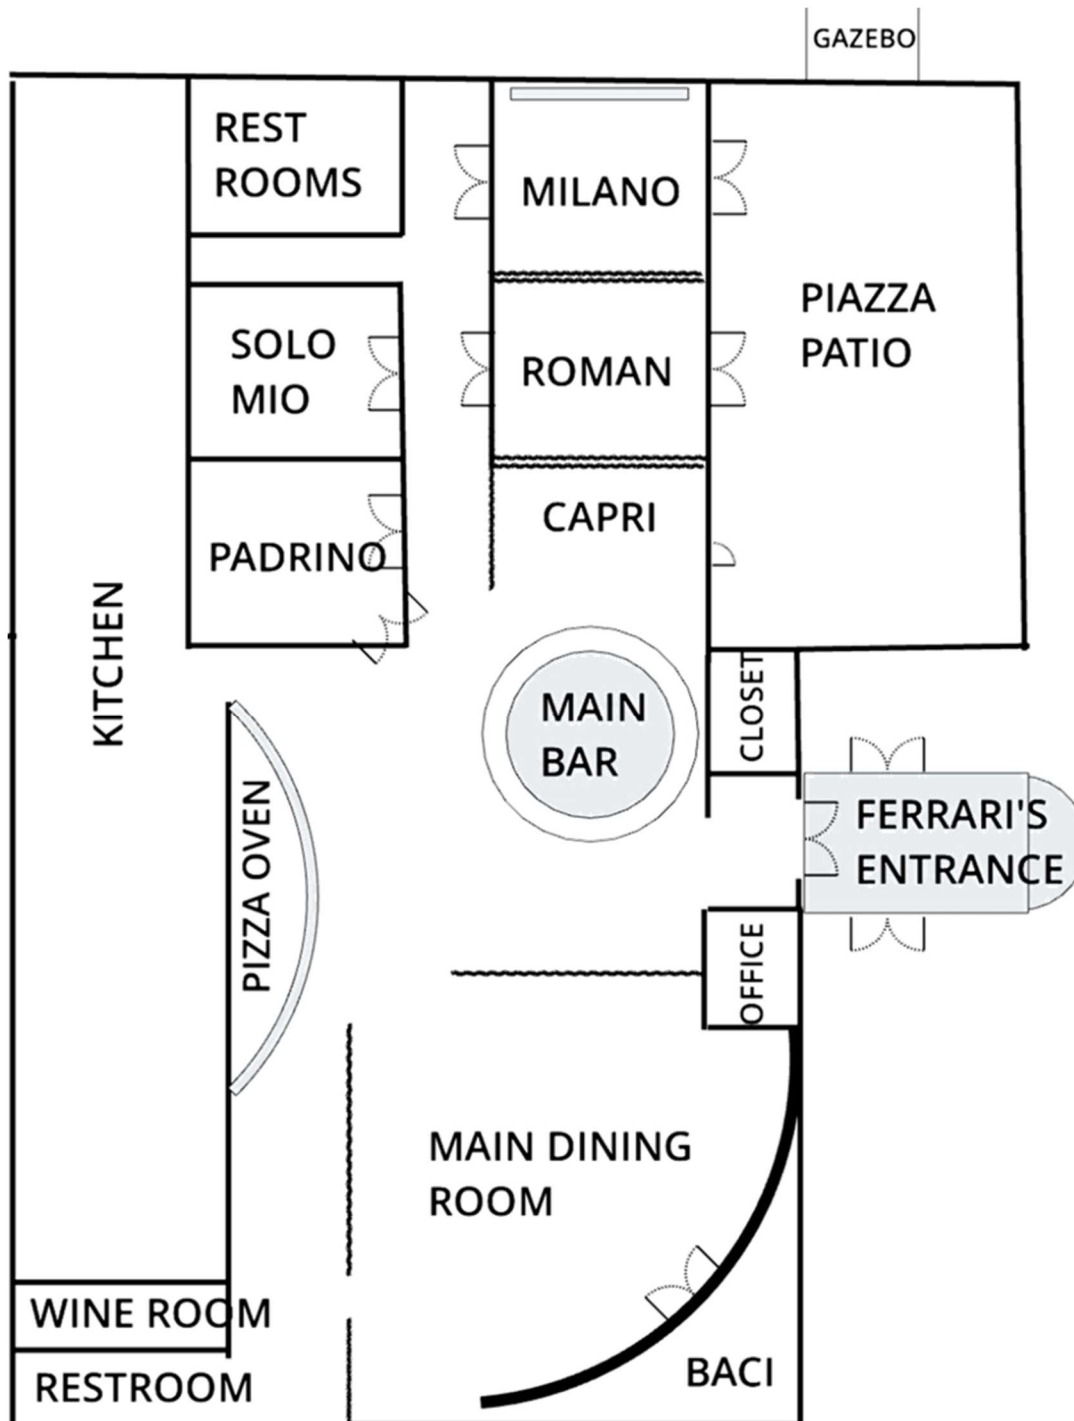 GAZEBO
REST
ROOMS
MILANO
PIAZZA
PATIO
SOLO
MIO
ROMAN
CAPRI
PADRINO
KITCHEN
CLOSET
MAIN
BAR
PIZZA OVEN
FERRARI'S
ENTRANCE
OFFICE
MAIN DINING
ROOM
WINE ROOM
BACI
RESTROOM